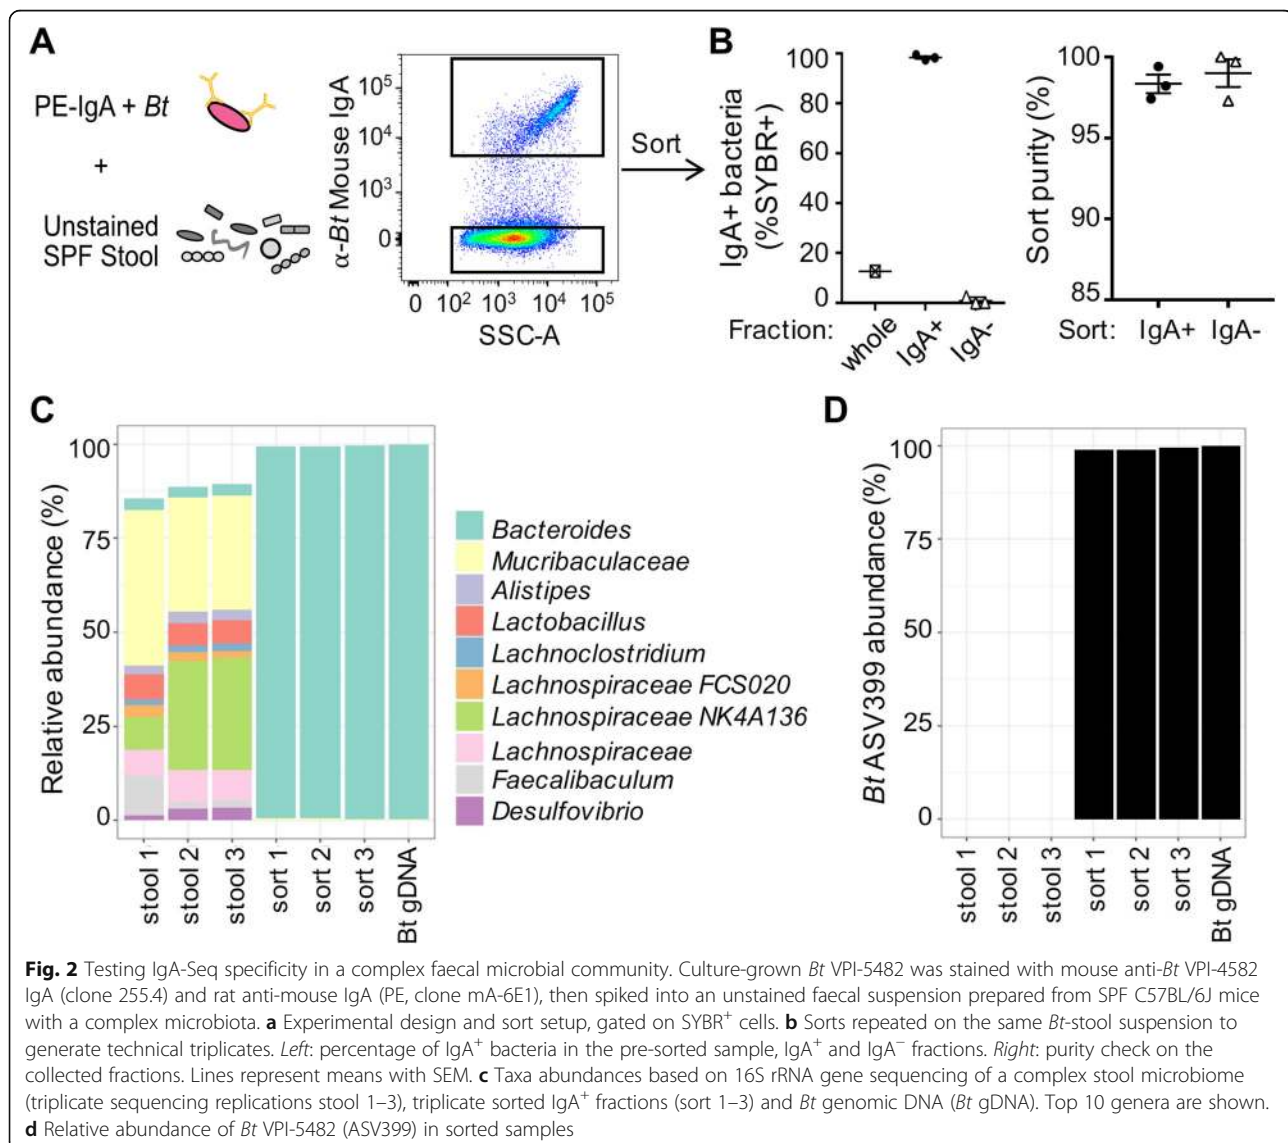 A
PE-IgA + Bt
+
Unstained
SPF Stool
α-Bt Mouse IgA
10⁵
10⁴
10³
0
0 10² 10³ 10⁴ 10⁵
SSC-A
Sort
B
IgA+ bacteria
(%SYBR+)
100
80
60
40
20
0
Fraction: whole IgA+ IgA-
Sort purity (%)
100
95
90
85
Sort: IgA+ IgA-
C
Relative abundance (%)
100
75
50
25
0
stool 1 stool 2 stool 3 sort 1 sort 2 sort 3 Bt gDNA
Bacteroides
Mucribaculaceae
Alistipes
Lactobacillus
Lachnoclostridium
Lachnospiraceae FCS020
Lachnospiraceae NK4A136
Lachnospiraceae
Faecalibaculum
Desulfovibrio
D
Bt ASV399 abundance (%)
100
75
50
25
0
stool 1 stool 2 stool 3 sort 1 sort 2 sort 3 Bt gDNA
Fig. 2 Testing IgA-Seq specificity in a complex faecal microbial community. Culture-grown Bt VPI-5482 was stained with mouse anti-Bt VPI-4582
IgA (clone 255.4) and rat anti-mouse IgA (PE, clone mA-6E1), then spiked into an unstained faecal suspension prepared from SPF C57BL/6J mice
with a complex microbiota. a Experimental design and sort setup, gated on SYBR⁺ cells. b Sorts repeated on the same Bt-stool suspension to
generate technical triplicates. Left: percentage of IgA⁺ bacteria in the pre-sorted sample, IgA⁺ and IgA⁻ fractions. Right: purity check on the
collected fractions. Lines represent means with SEM. c Taxa abundances based on 16S rRNA gene sequencing of a complex stool microbiome
(triplicate sequencing replications stool 1–3), triplicate sorted IgA⁺ fractions (sort 1–3) and Bt genomic DNA (Bt gDNA). Top 10 genera are shown.
d Relative abundance of Bt VPI-5482 (ASV399) in sorted samples